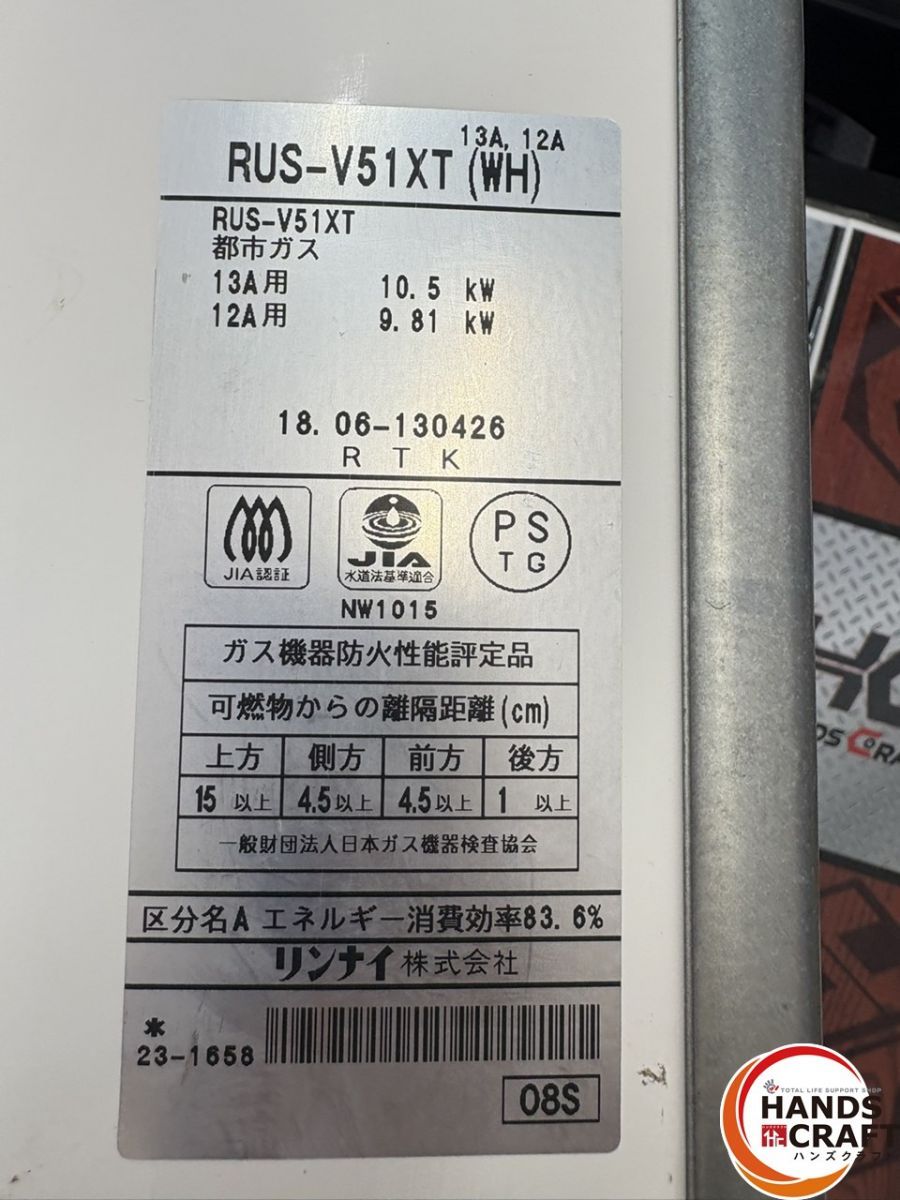 13A, 12A
RUS-V51XT (WH)
RUS-V51XT
都市ガス
13A用 10.5 kW
12A用 9.81 kW
18. 06-130426
R T K
JIA認証
JIA
水道法基準適合
PS
TG
NW1015
ガス機器防火性能評定品
可燃物からの離隔距離(cm)
上方 側方 前方 後方
15 以上 4.5以上 4.5以上 1 以上
一般財団法人日本ガス機器検査協会
区分名A エネルギー消費効率83.6%
リンナイ株式会社
*
23-1658
08S
TOTAL LIFE SUPPORT SHOP
HANDS
CRAFT
ハンズクラフト